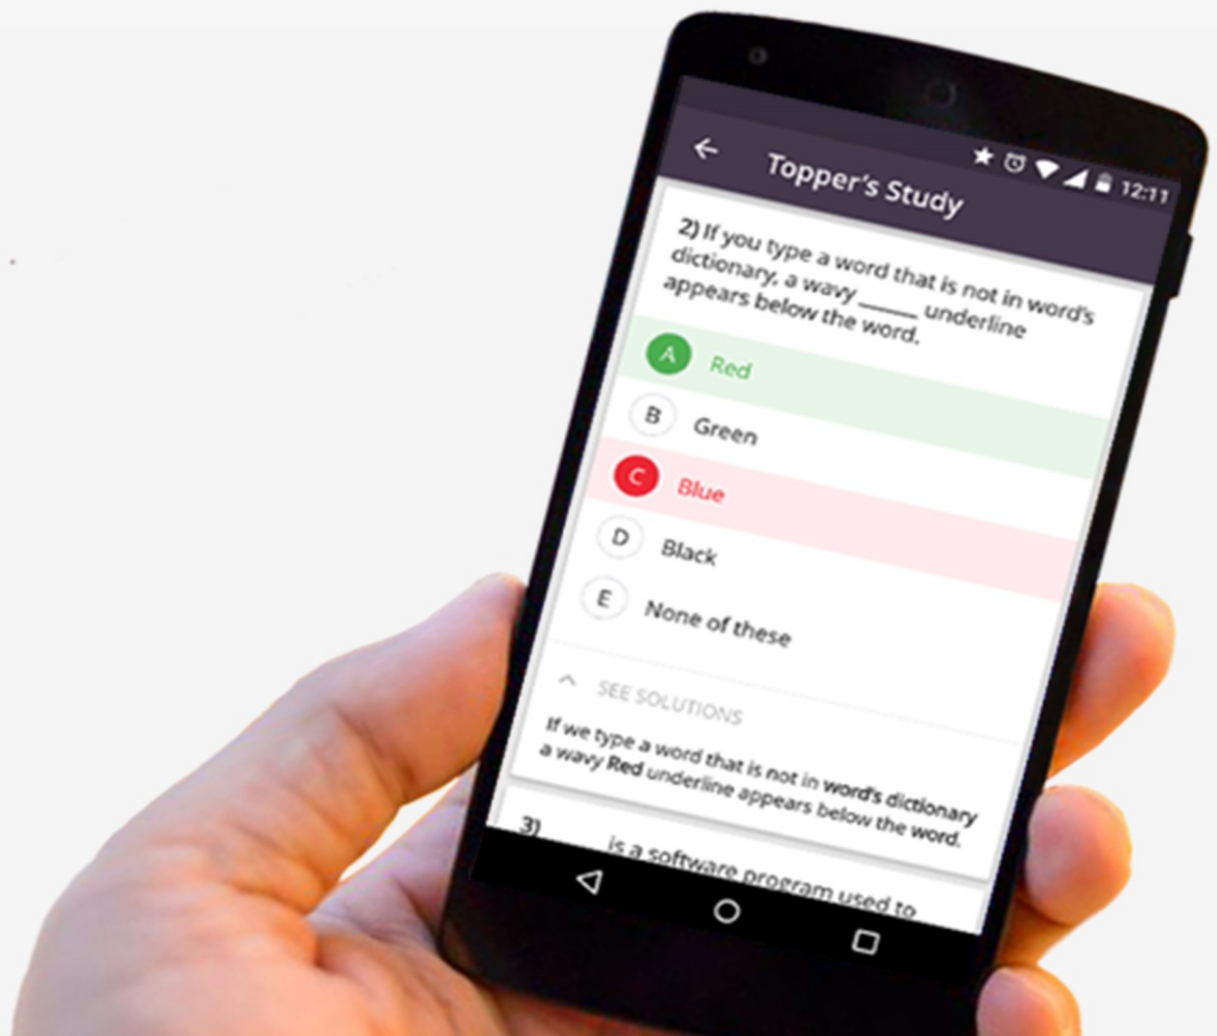 12:11
Topper's Study
2) If you type a word that is not in word's
dictionary, a wavy ______ underline
appears below the word.
A Red
B Green
C Blue
D Black
E None of these
SEE SOLUTIONS
If we type a word that is not in word's dictionary
a wavy Red underline appears below the word.
3) ______ is a software program used to